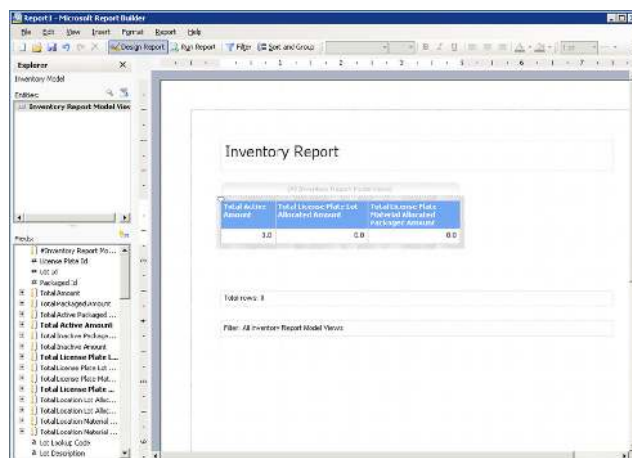 Report1 - Microsoft Report Builder
File Edit View Insert Format Report Help
Design Report Run Report Filter Sort and Group
Explorer
Inventory Model
Entities:
Inventory Report Model View
Fields:
#Inventory Report Mo...
License Plate Id
Lot Id
Packaged Id
Total Amount
Total Packaged Amount
Total Active Packaged ...
Total Active Amount
Total Inactive Package...
Total Inactive Amount
Total License Plate L...
Total License Plate Lot ...
Total License Plate Mat...
Total License Plate ...
Total Location Lot Alloc...
Total Location Lot Alloc...
Total Location Material ...
Total Location Material ...
Lot Lookup Code
Lot Description
Inventory Report
Total Active Amount
Total License Plate Lot Allocated Amount
Total License Plate Material Allocated Packaged Amount
0.0
0.0
Total rows:
Filter: All Inventory Report Model Views